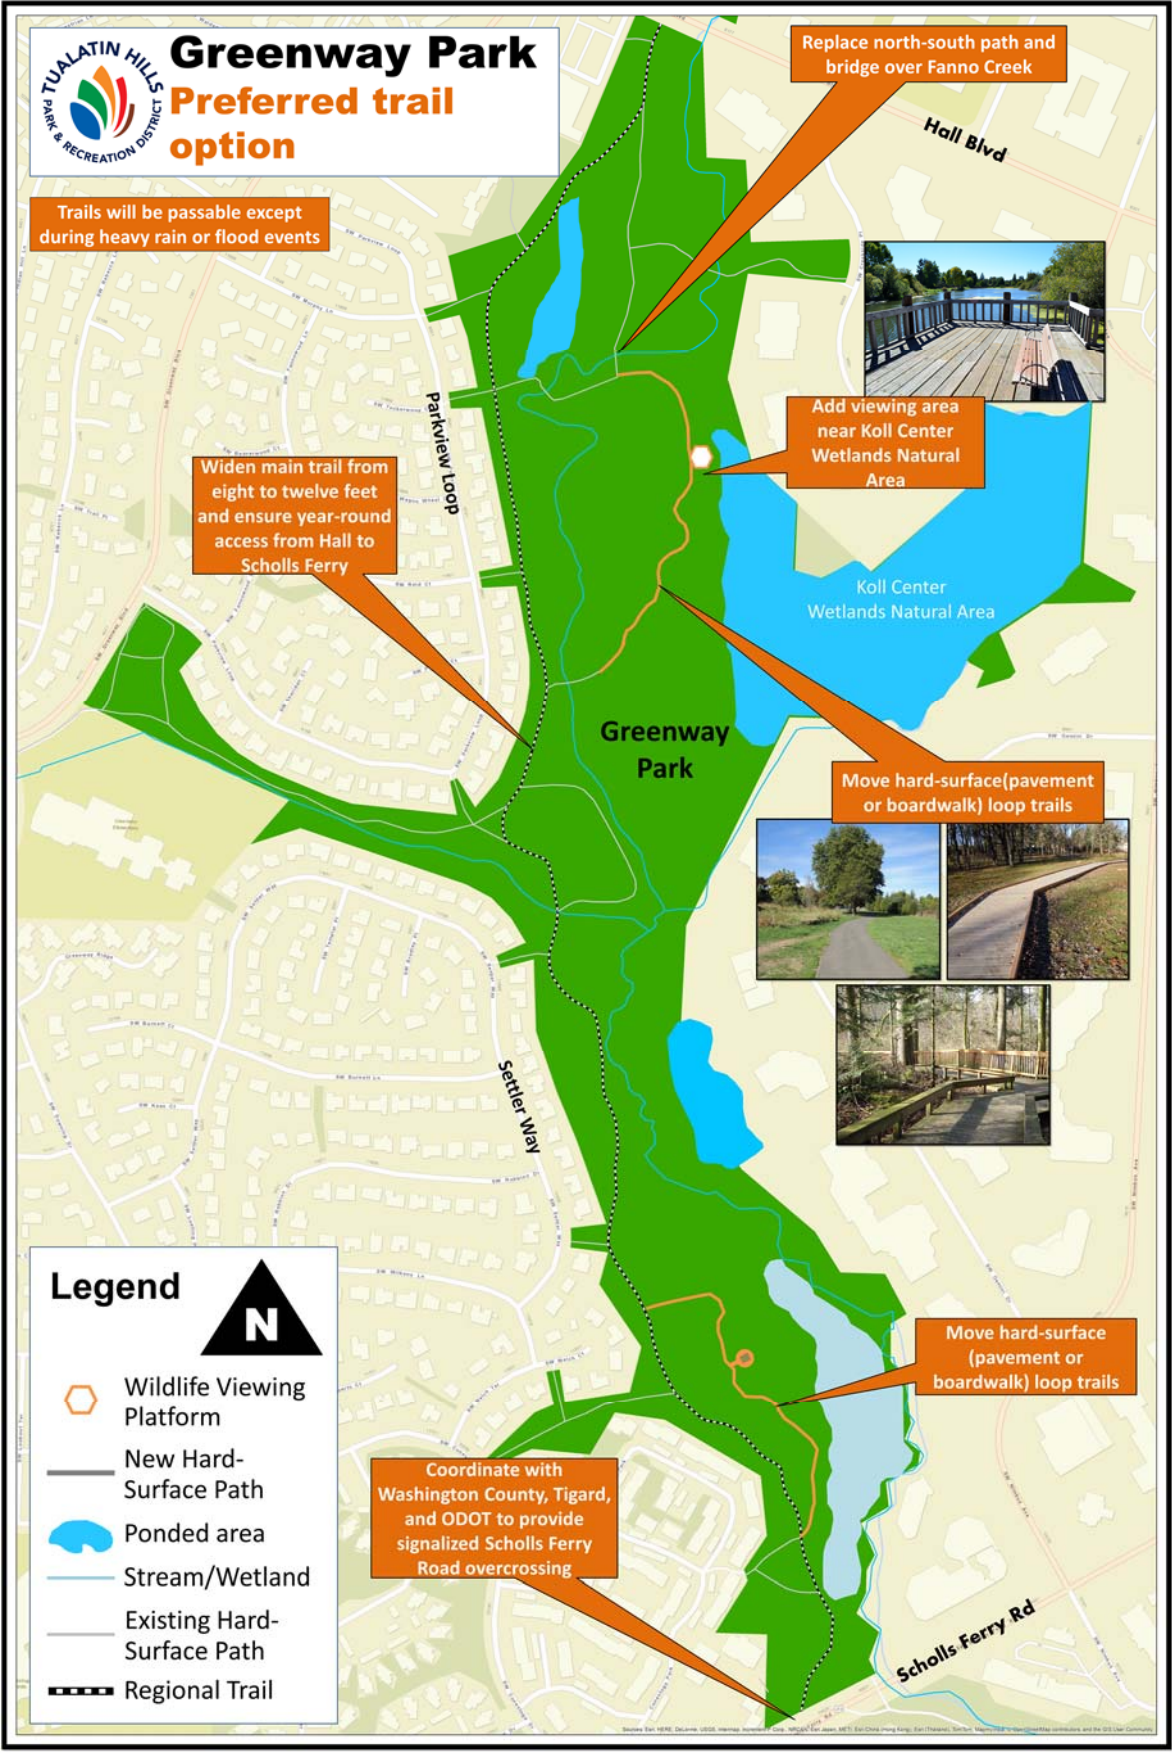 TUALATIN HILLS
PARK & RECREATION DISTRICT
Greenway Park
Preferred trail
option
Replace north-south path and
bridge over Fanno Creek
Hall Blvd
Trails will be passable except
during heavy rain or flood events
Parkview Loop
Add viewing area
near Koll Center
Wetlands Natural
Area
Widen main trail from
eight to twelve feet
and ensure year-round
access from Hall to
Scholls Ferry
Koll Center
Wetlands Natural Area
Greenway
Park
Move hard-surface(pavement
or boardwalk) loop trails
Settler Way
Legend
N
Wildlife Viewing
Platform
New Hard-
Surface Path
Ponded area
Stream/Wetland
Existing Hard-
Surface Path
Regional Trail
Move hard-surface
(pavement or
boardwalk) loop trails
Coordinate with
Washington County, Tigard,
and ODOT to provide
signalized Scholls Ferry
Road overcrossing
Scholls Ferry Rd